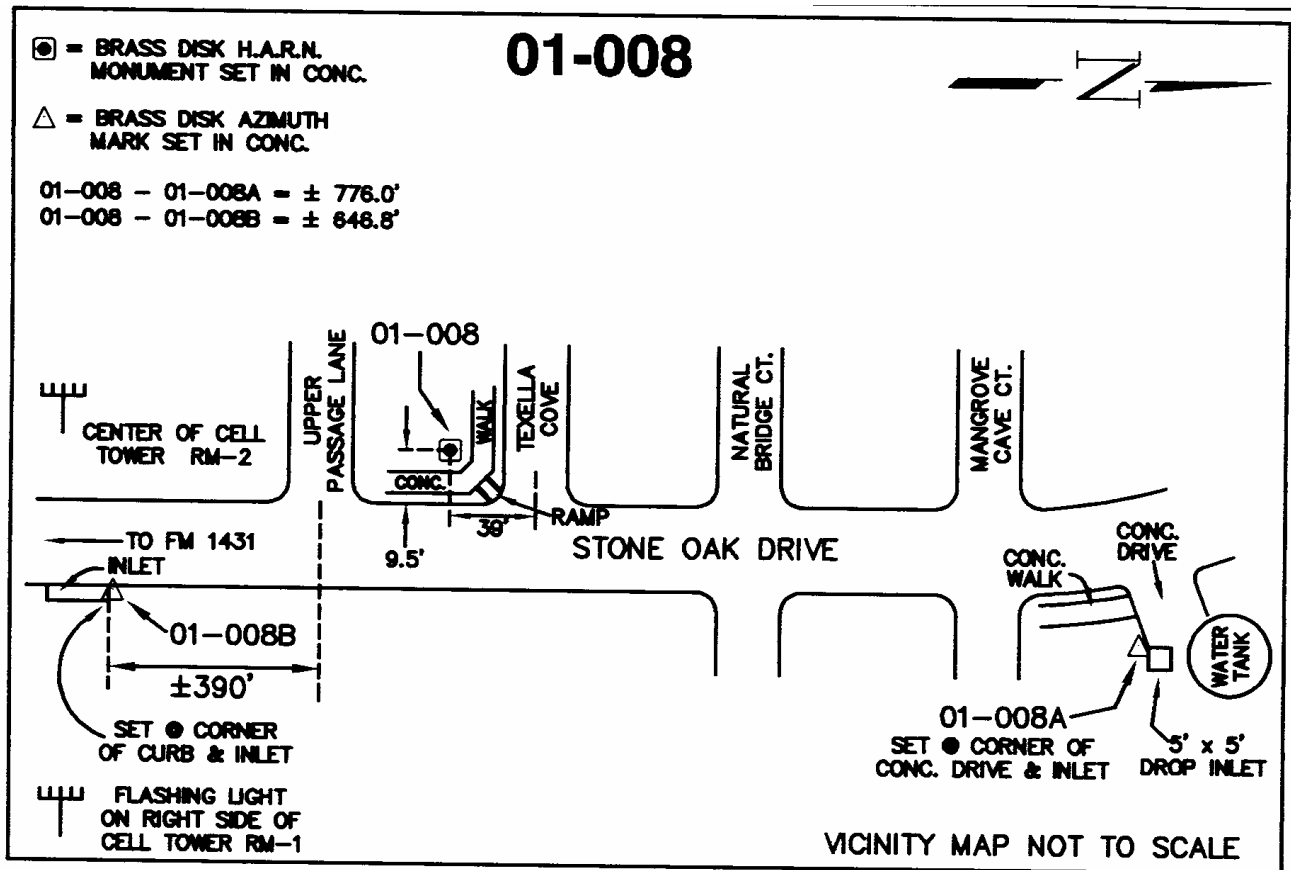 01-008
= BRASS DISK H.A.R.N.
MONUMENT SET IN CONC.
= BRASS DISK AZIMUTH
MARK SET IN CONC.
01-008 - 01-008A = ± 776.0'
01-008 - 01-008B = ± 646.8'
N
01-008
UPPER
PASSAGE LANE
WALK
TEXELLA
COVE
NATURAL
BRIDGE CT.
MANGROVE
CAVE CT.
CENTER OF CELL
TOWER RM-2
CONC.
39'
RAMP
9.5'
TO FM 1431
INLET
STONE OAK DRIVE
CONC.
DRIVE
CONC.
WALK
01-008B
±390'
WATER
TANK
SET @ CORNER
OF CURB & INLET
01-008A
SET @ CORNER OF
CONC. DRIVE & INLET
5' x 5'
DROP INLET
FLASHING LIGHT
ON RIGHT SIDE OF
CELL TOWER RM-1
VICINITY MAP NOT TO SCALE